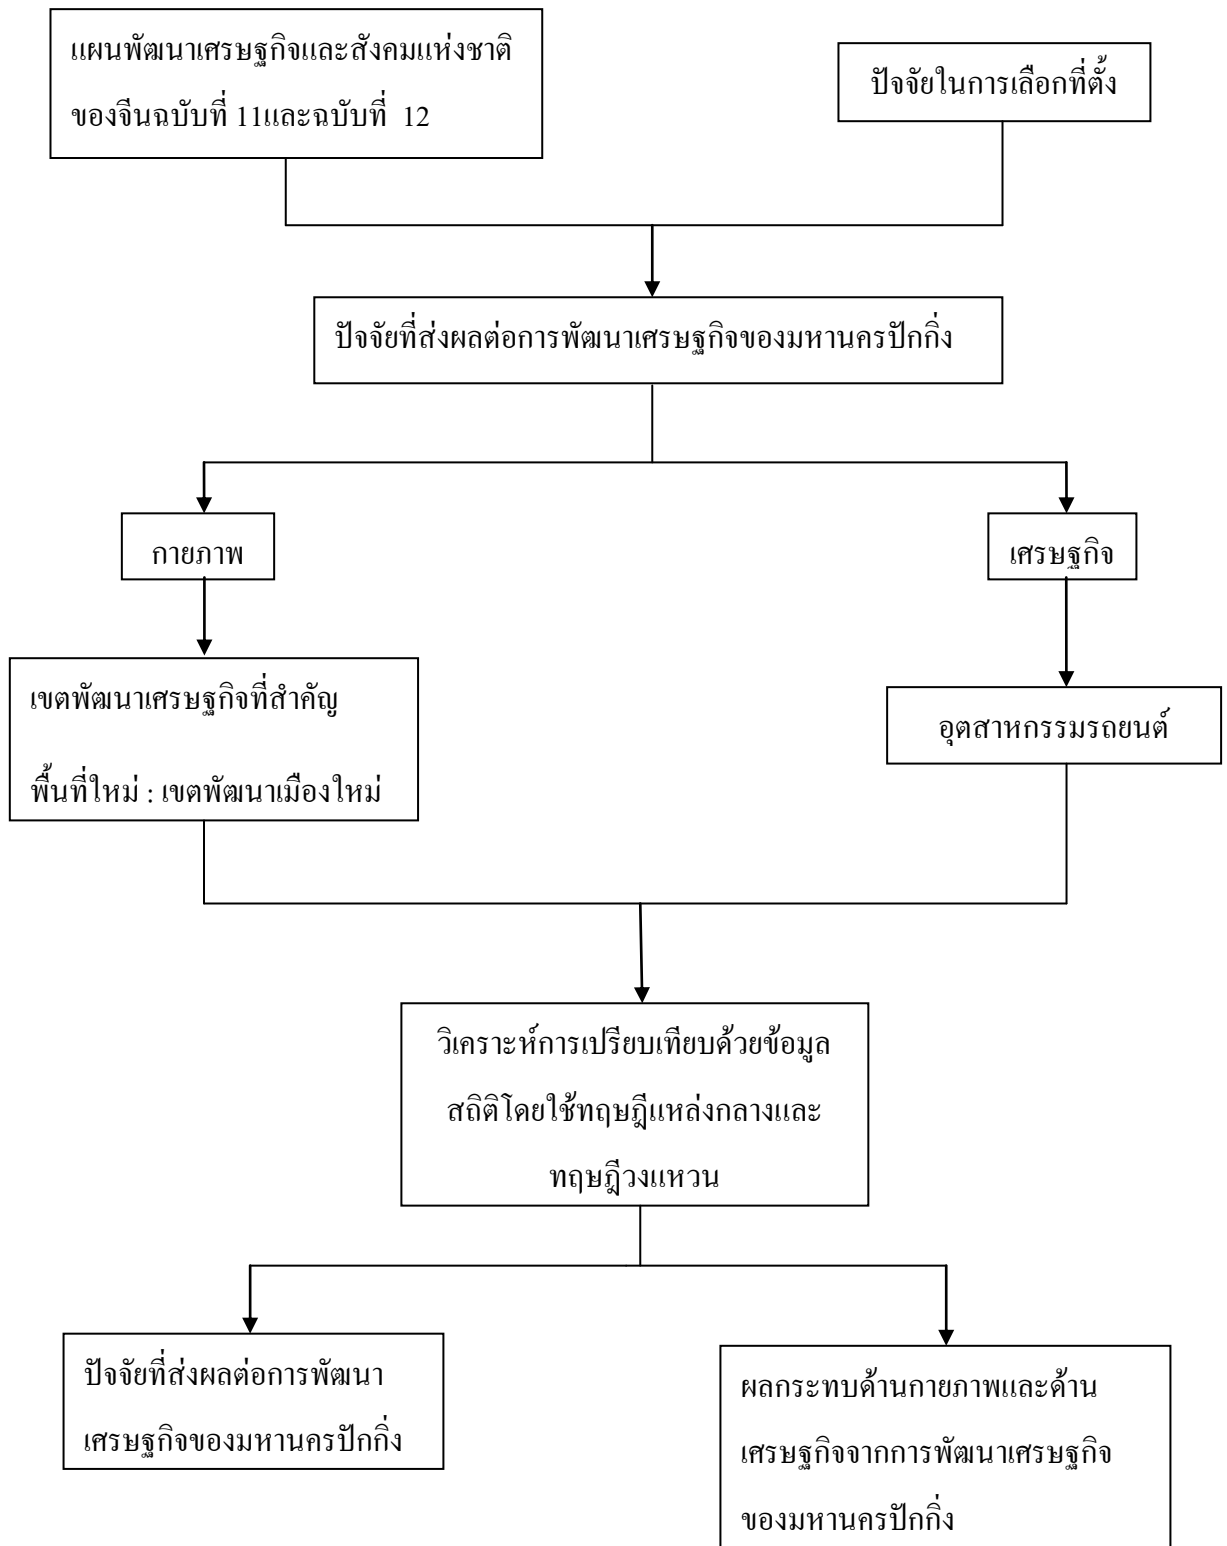 แผนพัฒนาเศรษฐกิจและสังคมแห่งชาติ
ของจีนฉบับที่ 11และฉบับที่ 12
ปัจจัยในการเลือกที่ตั้ง
ปัจจัยที่ส่งผลต่อการพัฒนาเศรษฐกิจของมหานครปักกิ่ง
กายภาพ
เศรษฐกิจ
เขตพัฒนาเศรษฐกิจที่สำคัญ
พื้นที่ใหม่ : เขตพัฒนาเมืองใหม่
อุตสาหกรรมรถยนต์
วิเคราะห์การเปรียบเทียบด้วยข้อมูล
สถิติโดยใช้ทฤษฎีแหล่งกลางและ
ทฤษฎีวงแหวน
ปัจจัยที่ส่งผลต่อการพัฒนา
เศรษฐกิจของมหานครปักกิ่ง
ผลกระทบด้านกายภาพและด้าน
เศรษฐกิจจากการพัฒนาเศรษฐกิจ
ของมหานครปักกิ่ง